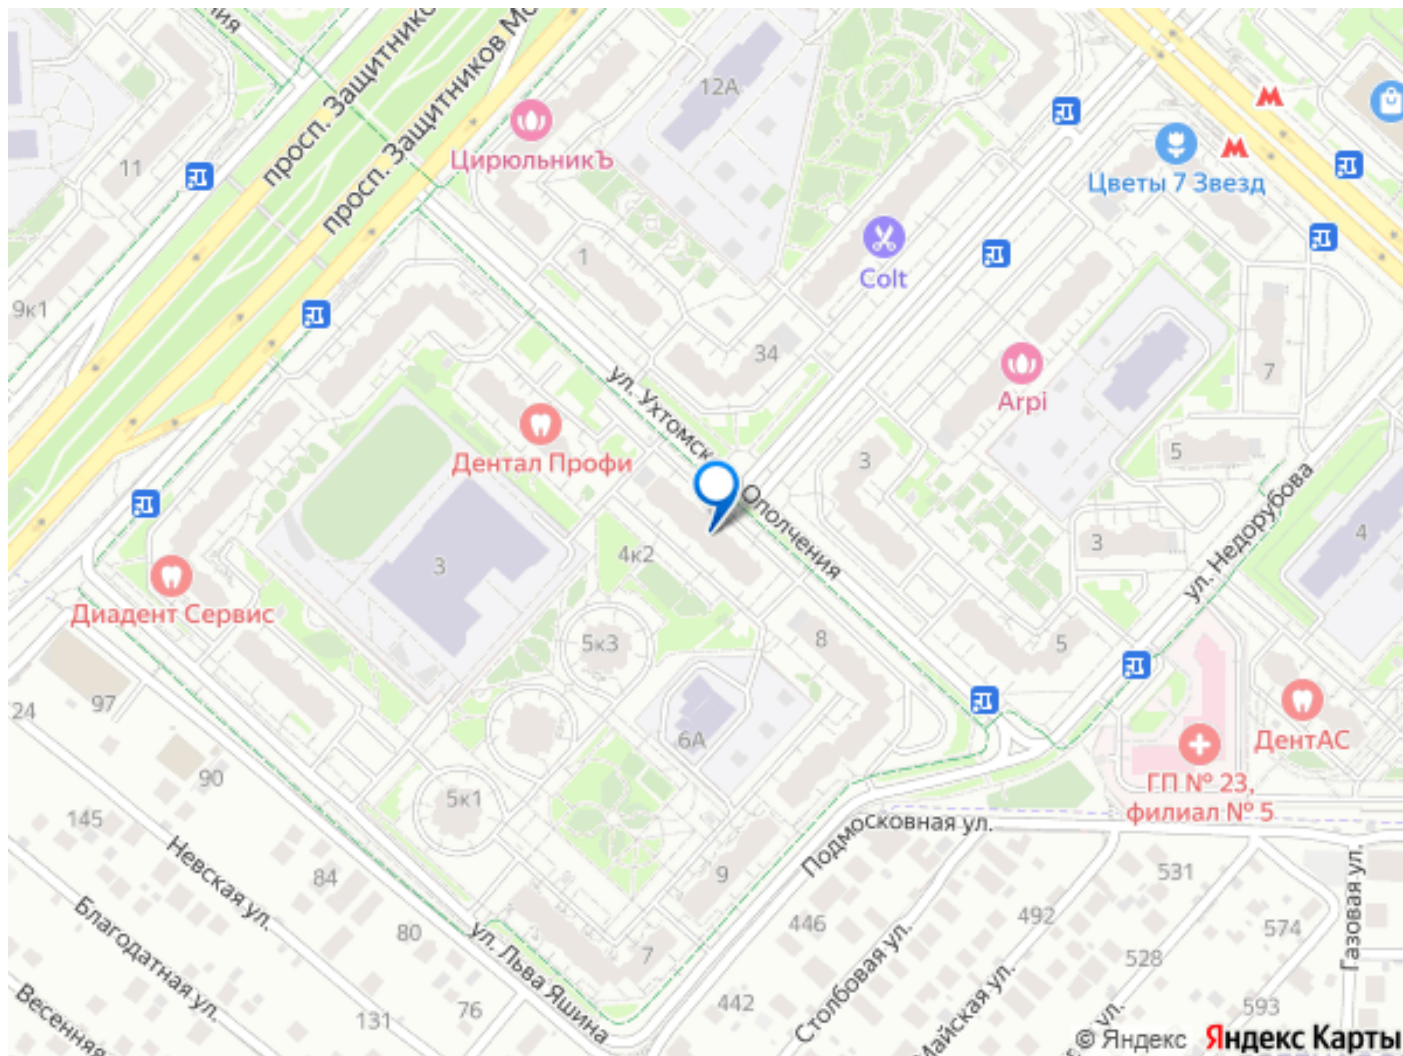 ия
просп. Защитников
просп. Защитников Мо
12А
11
ЦирюльникЪ
Цветы 7 Звезд
1
Colt
9к1
34
7
Arpi
ул. Ухтомск
Ополчения
Дентал Профи
3
5
ул. Недорубова
4
3
4к2
3
Диадент Сервис
5к3
8
5
97
24
6А
ДентАС
ГП № 23,
филиал № 5
90
5к1
145
Подмосковная ул.
Невская ул.
84
9
531
Газовая ул.
446
492
Благодатная ул.
80
ул. Льва Яшина
7
Столбовая ул.
574
528
Весенняя
76
442
Майская ул.
593
131
ул.
© Яндекс Яндекс Карты